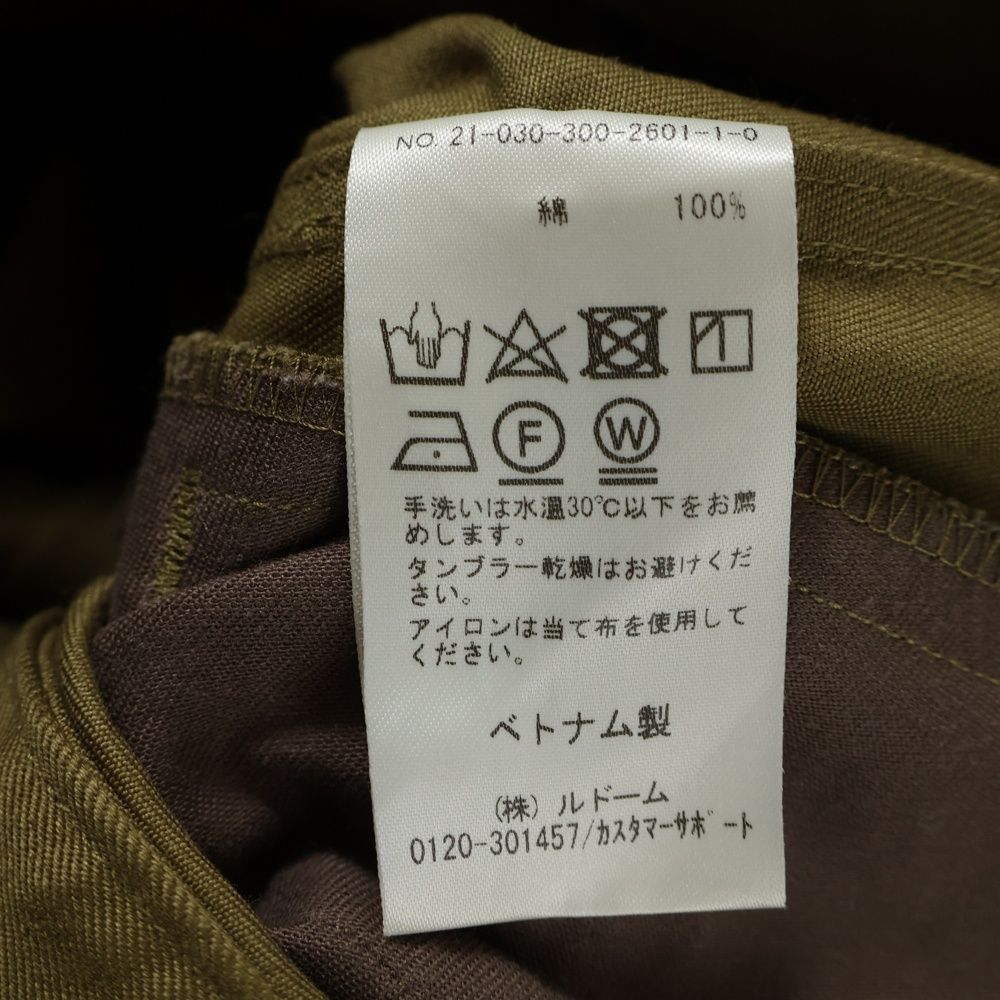 NO. 21-030-300-2601-1-0
綿 100%
F W
手洗いは水温30℃以下をお薦
めします。
タンブラー乾燥はお避けくだ
さい。
アイロンは当て布を使用して
ください。
ベトナム製
(株) ルドーム
0120-301457/カスタマーサポート